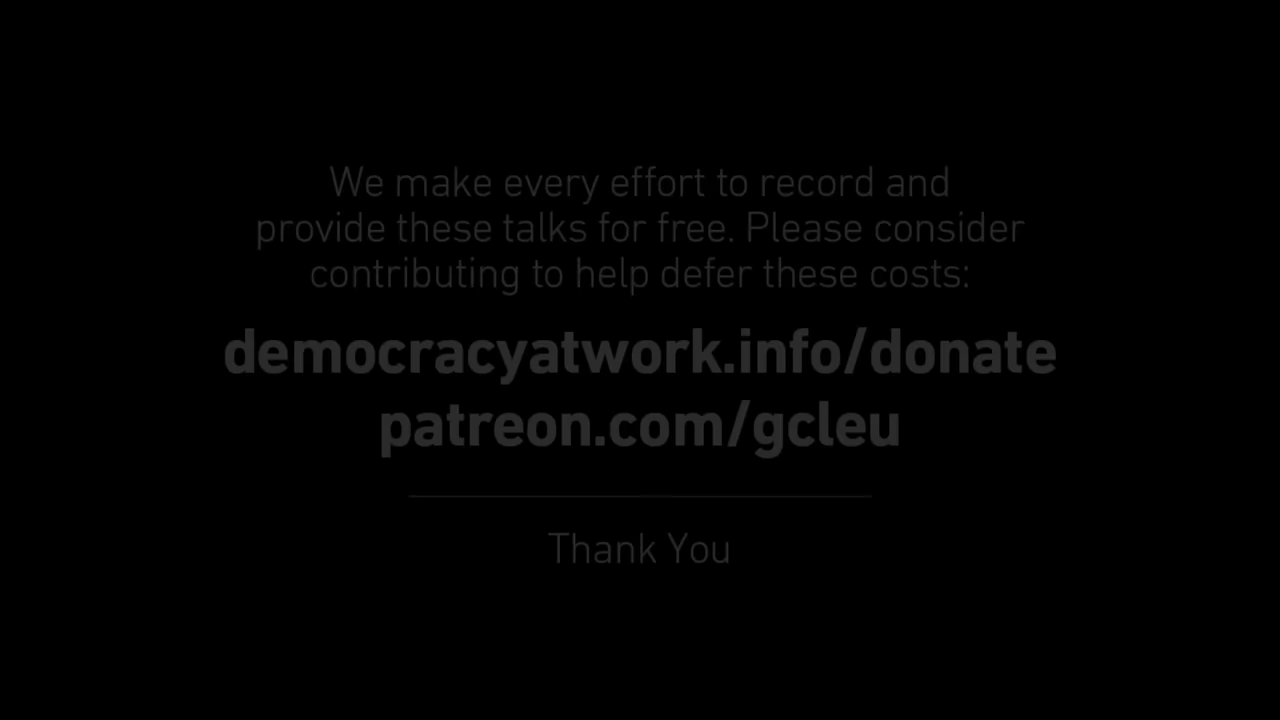 We make every effort to record and
provide these talks for free. Please consider
contributing to help defer these costs:
democracyatwork.info/donate
patreon.com/gcleu
Thank You